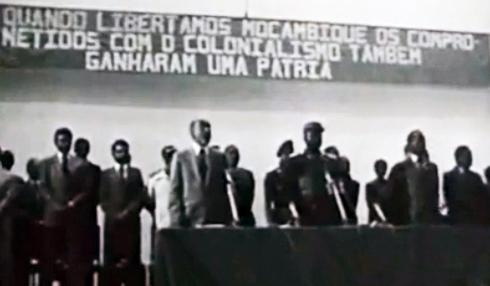 QUANDO LIBERTAMOS MOÇAMBIQUE OS COMPRO-
METIDOS COM O COLONIALISMO TAMBEM
GANHARAM UMA PATRIA